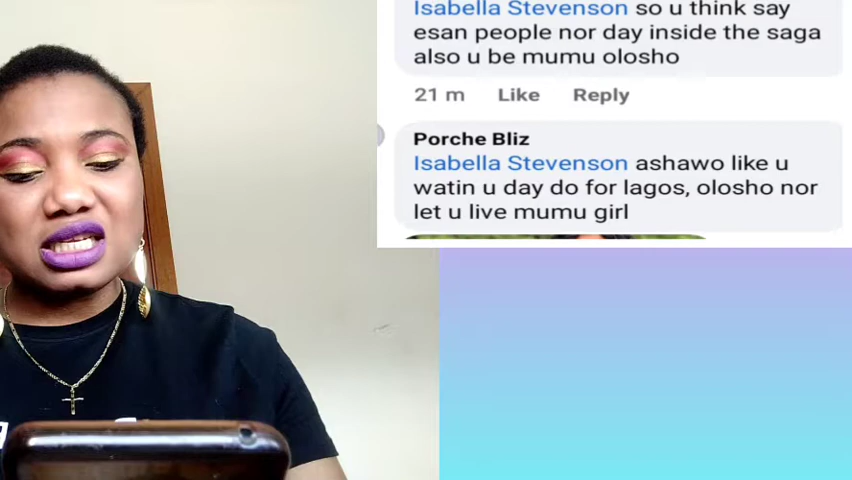 Isabella Stevenson so u think say
esan people nor day inside the saga
also u be mumu olosho
21 m Like Reply
Porche Bliz
Isabella Stevenson ashawo like u
watin u day do for lagos, olosho nor
let u live mumu girl